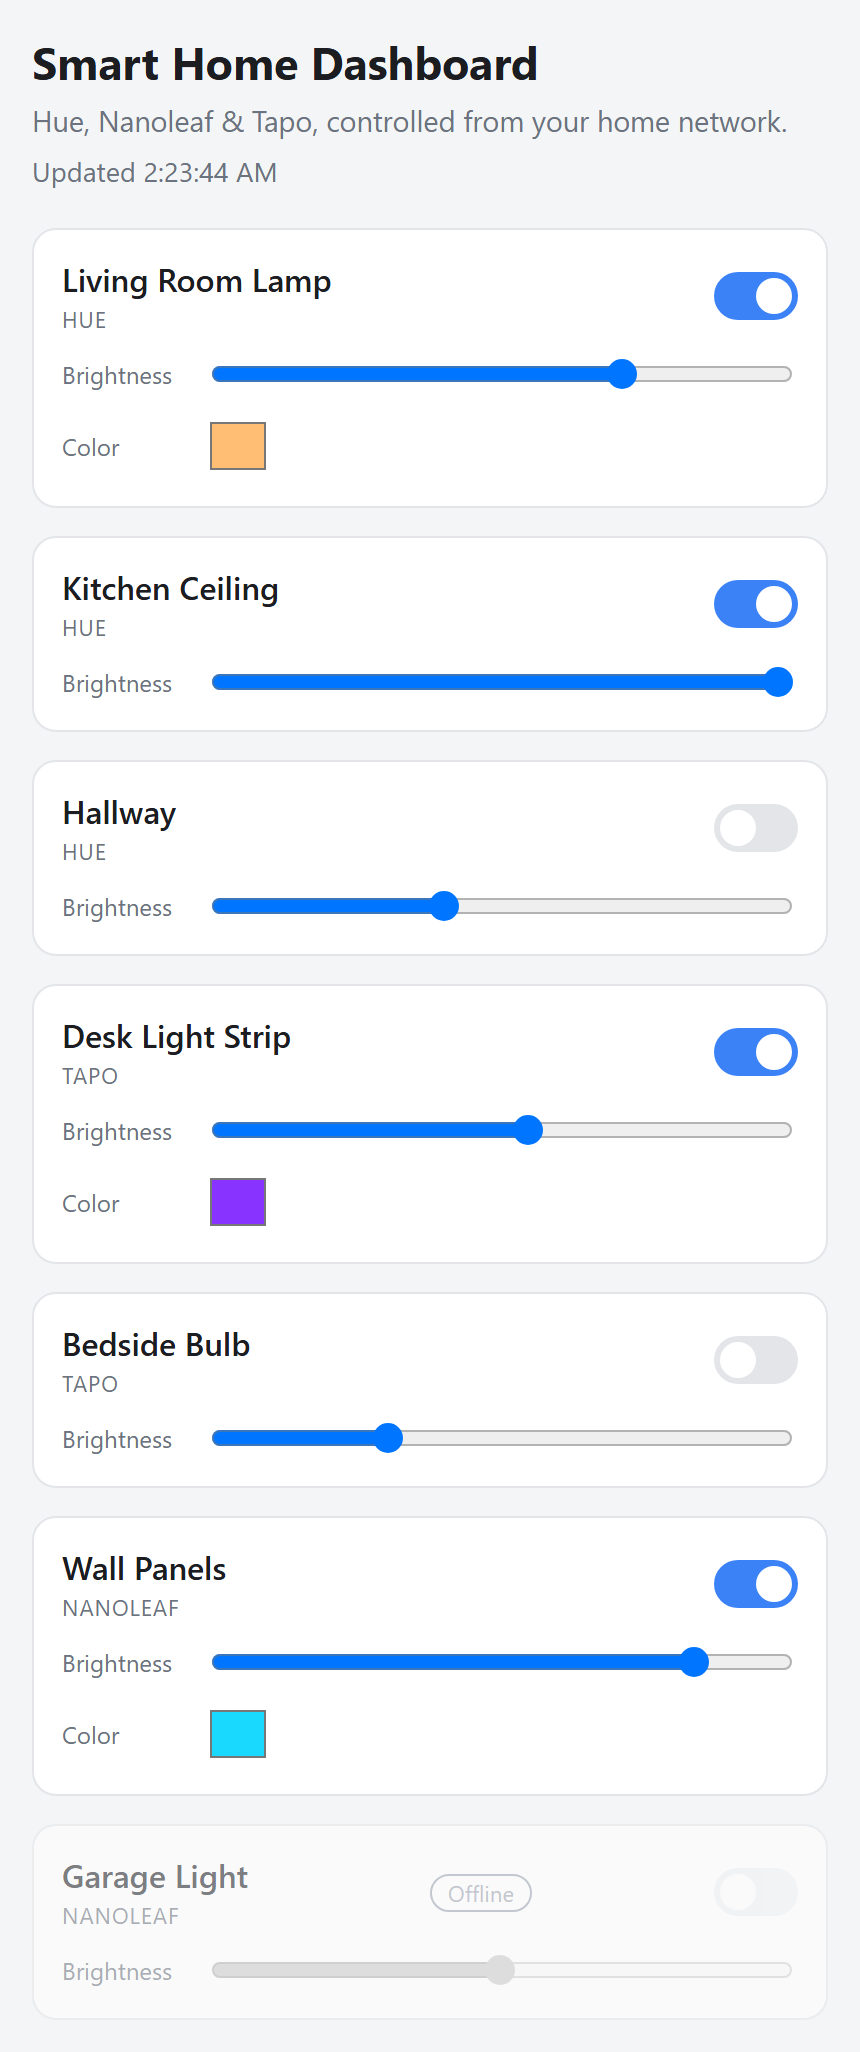 Smart Home Dashboard
Hue, Nanoleaf & Tapo, controlled from your home network.
Updated 2:23:44 AM
Living Room Lamp
HUE
Brightness
Color
Kitchen Ceiling
HUE
Brightness
Hallway
HUE
Brightness
Desk Light Strip
TAPO
Brightness
Color
Bedside Bulb
TAPO
Brightness
Wall Panels
NANOLEAF
Brightness
Color
Garage Light
Offline
NANOLEAF
Brightness